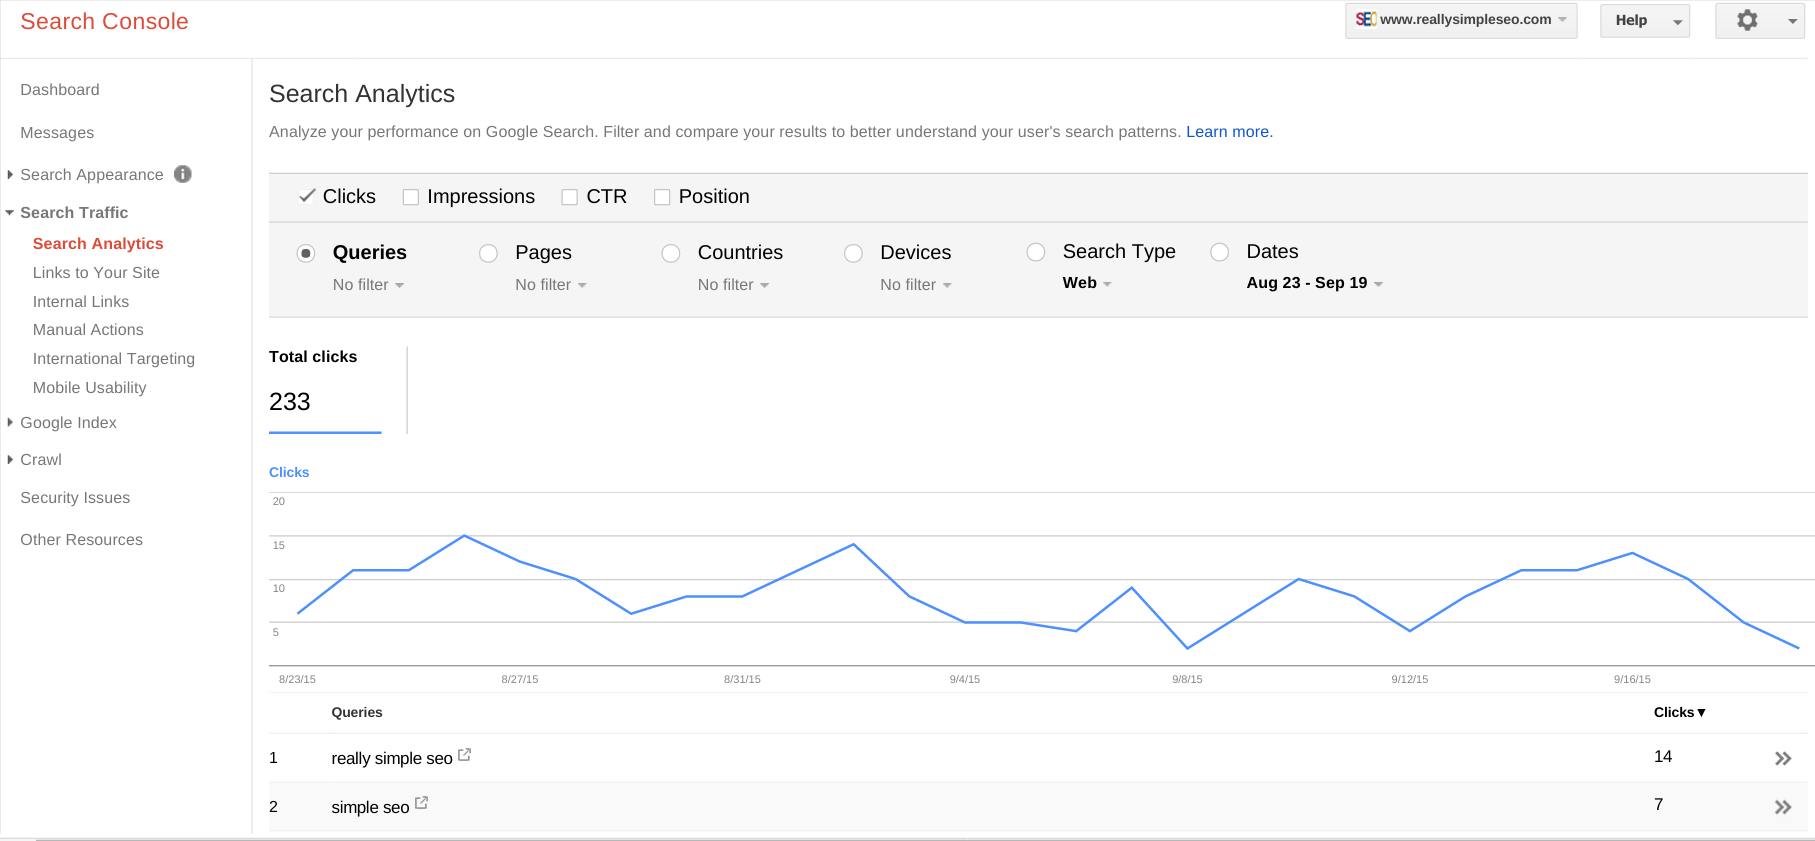 Search Console
SEO www.reallysimpleseo.com
Help
Dashboard
Messages
Search Appearance
Search Traffic
Search Analytics
Links to Your Site
Internal Links
Manual Actions
International Targeting
Mobile Usability
Google Index
Crawl
Security Issues
Other Resources
Search Analytics
Analyze your performance on Google Search. Filter and compare your results to better understand your user's search patterns. Learn more.
Clicks Impressions CTR Position
Queries Pages Countries Devices Search Type Dates
No filter No filter No filter No filter Web Aug 23 - Sep 19
Total clicks
233
Clicks
20
15
10
5
8/23/15 8/27/15 8/31/15 9/4/15 9/8/15 9/12/15 9/16/15
Queries Clicks▼
1 really simple seo 14
2 simple seo 7